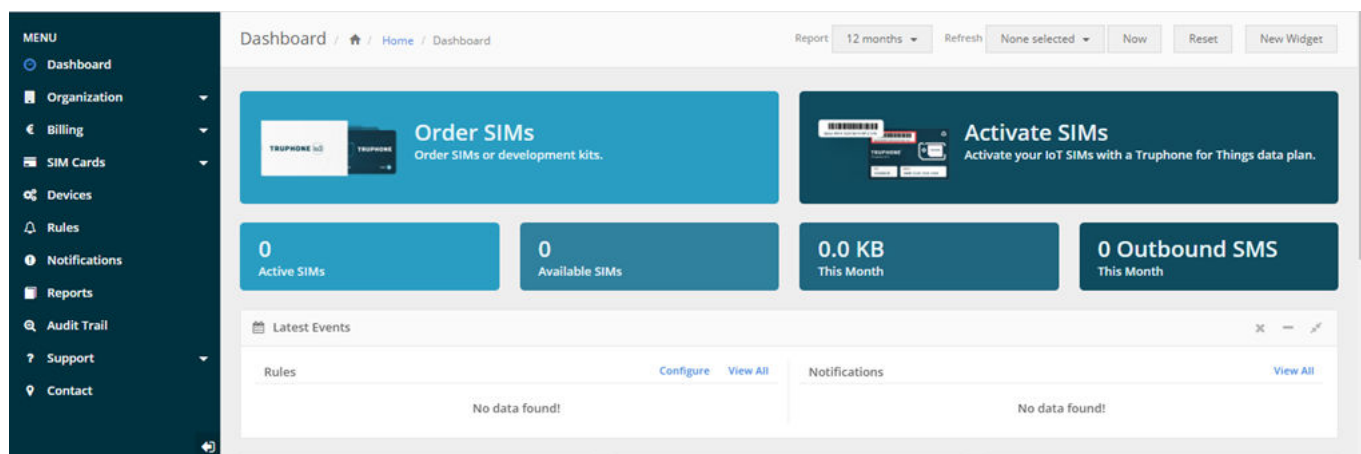 MENU
Dashboard
Organization
Billing
SIM Cards
Devices
Rules
Notifications
Reports
Audit Trail
Support
Contact
Dashboard / / Home / Dashboard
Report 12 months Refresh None selected Now Reset New Widget
TRUPHONE IoT
TRUPHONE
Order SIMs
Order SIMs or development kits.
TRUPHONE
Activate SIMs
Activate your IoT SIMs with a Truphone for Things data plan.
0
Active SIMs
0
Available SIMs
0.0 KB
This Month
0 Outbound SMS
This Month
Latest Events
Rules Configure View All
No data found!
Notifications View All
No data found!